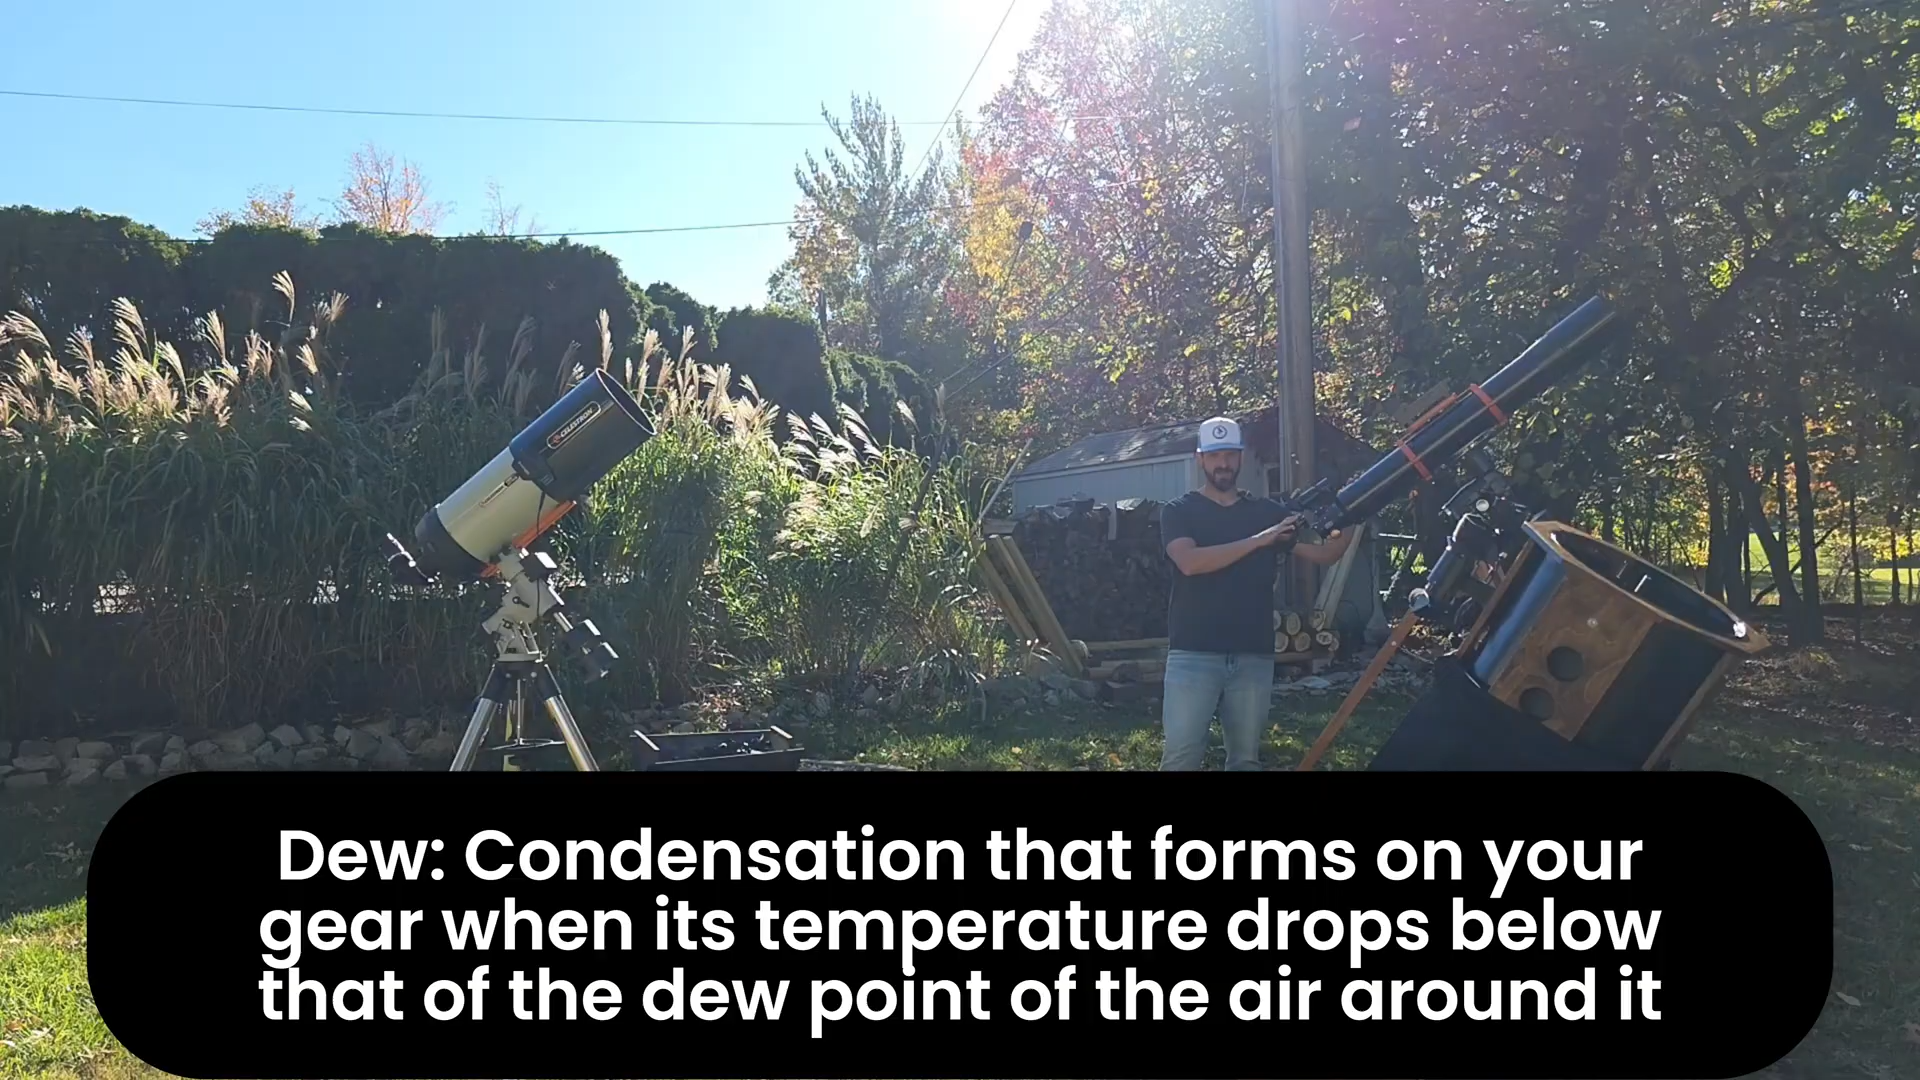 CELESTRON
Dew: Condensation that forms on your
gear when its temperature drops below
that of the dew point of the air around it